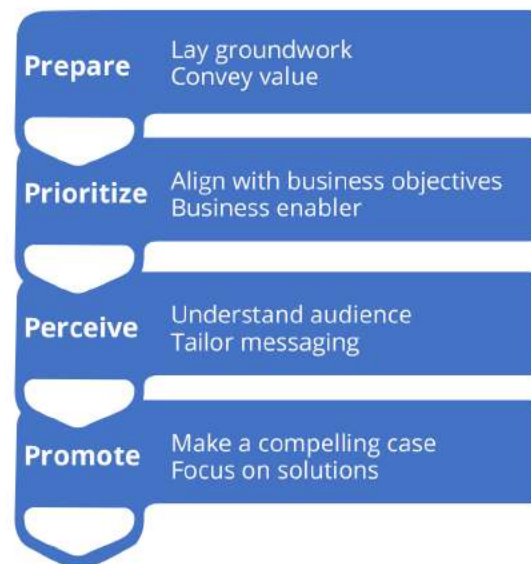 Prepare
Lay groundwork
Convey value
Prioritize
Align with business objectives
Business enabler
Perceive
Understand audience
Tailor messaging
Promote
Make a compelling case
Focus on solutions